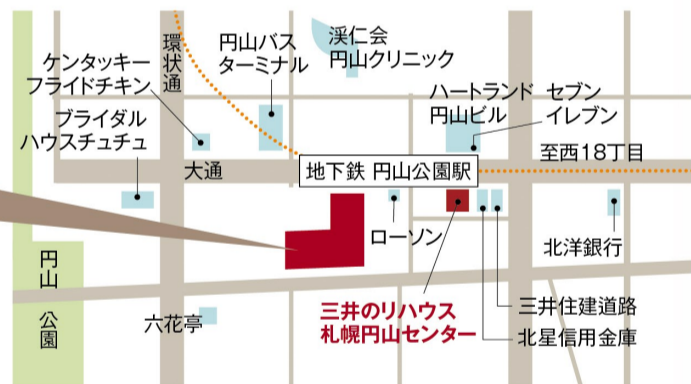 環状通
円山バス
ターミナル
渓仁会
円山クリニック
ケンタッキー
フライドチキン
ハートランド
円山ビル
セブン
イレブン
ブライダル
ハウスチュチュ
至西18丁目
大通
地下鉄 円山公園駅
ローソン
北洋銀行
円山 公園
三井のリハウス
札幌円山センター
三井住建道路
北星信用金庫
六花亭